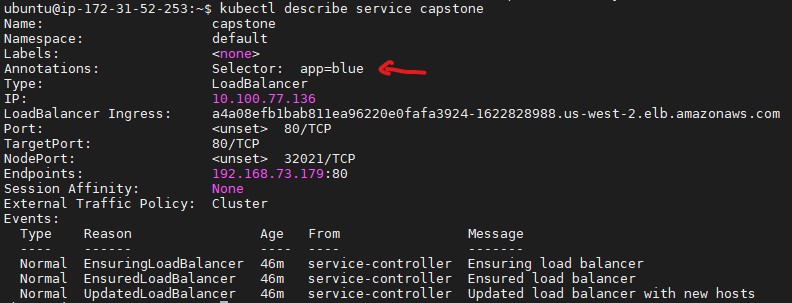 ubuntu@ip-172-31-52-253:~$ kubectl describe service capstone
Name: capstone
Namespace: default
Labels: <none>
Annotations: Selector: app=blue
Type: LoadBalancer
IP: 10.100.77.136
LoadBalancer Ingress: a4a08efb1bab811ea96220e0fafa3924-1622828988.us-west-2.elb.amazonaws.com
Port: <unset> 80/TCP
TargetPort: 80/TCP
NodePort: <unset> 32021/TCP
Endpoints: 192.168.73.179:80
Session Affinity: None
External Traffic Policy: Cluster
Events:
Type Reason Age From Message
---- ------ ---- ---- -------
Normal EnsuringLoadBalancer 46m service-controller Ensuring load balancer
Normal EnsuredLoadBalancer 46m service-controller Ensured load balancer
Normal UpdatedLoadBalancer 46m service-controller Updated load balancer with new hosts